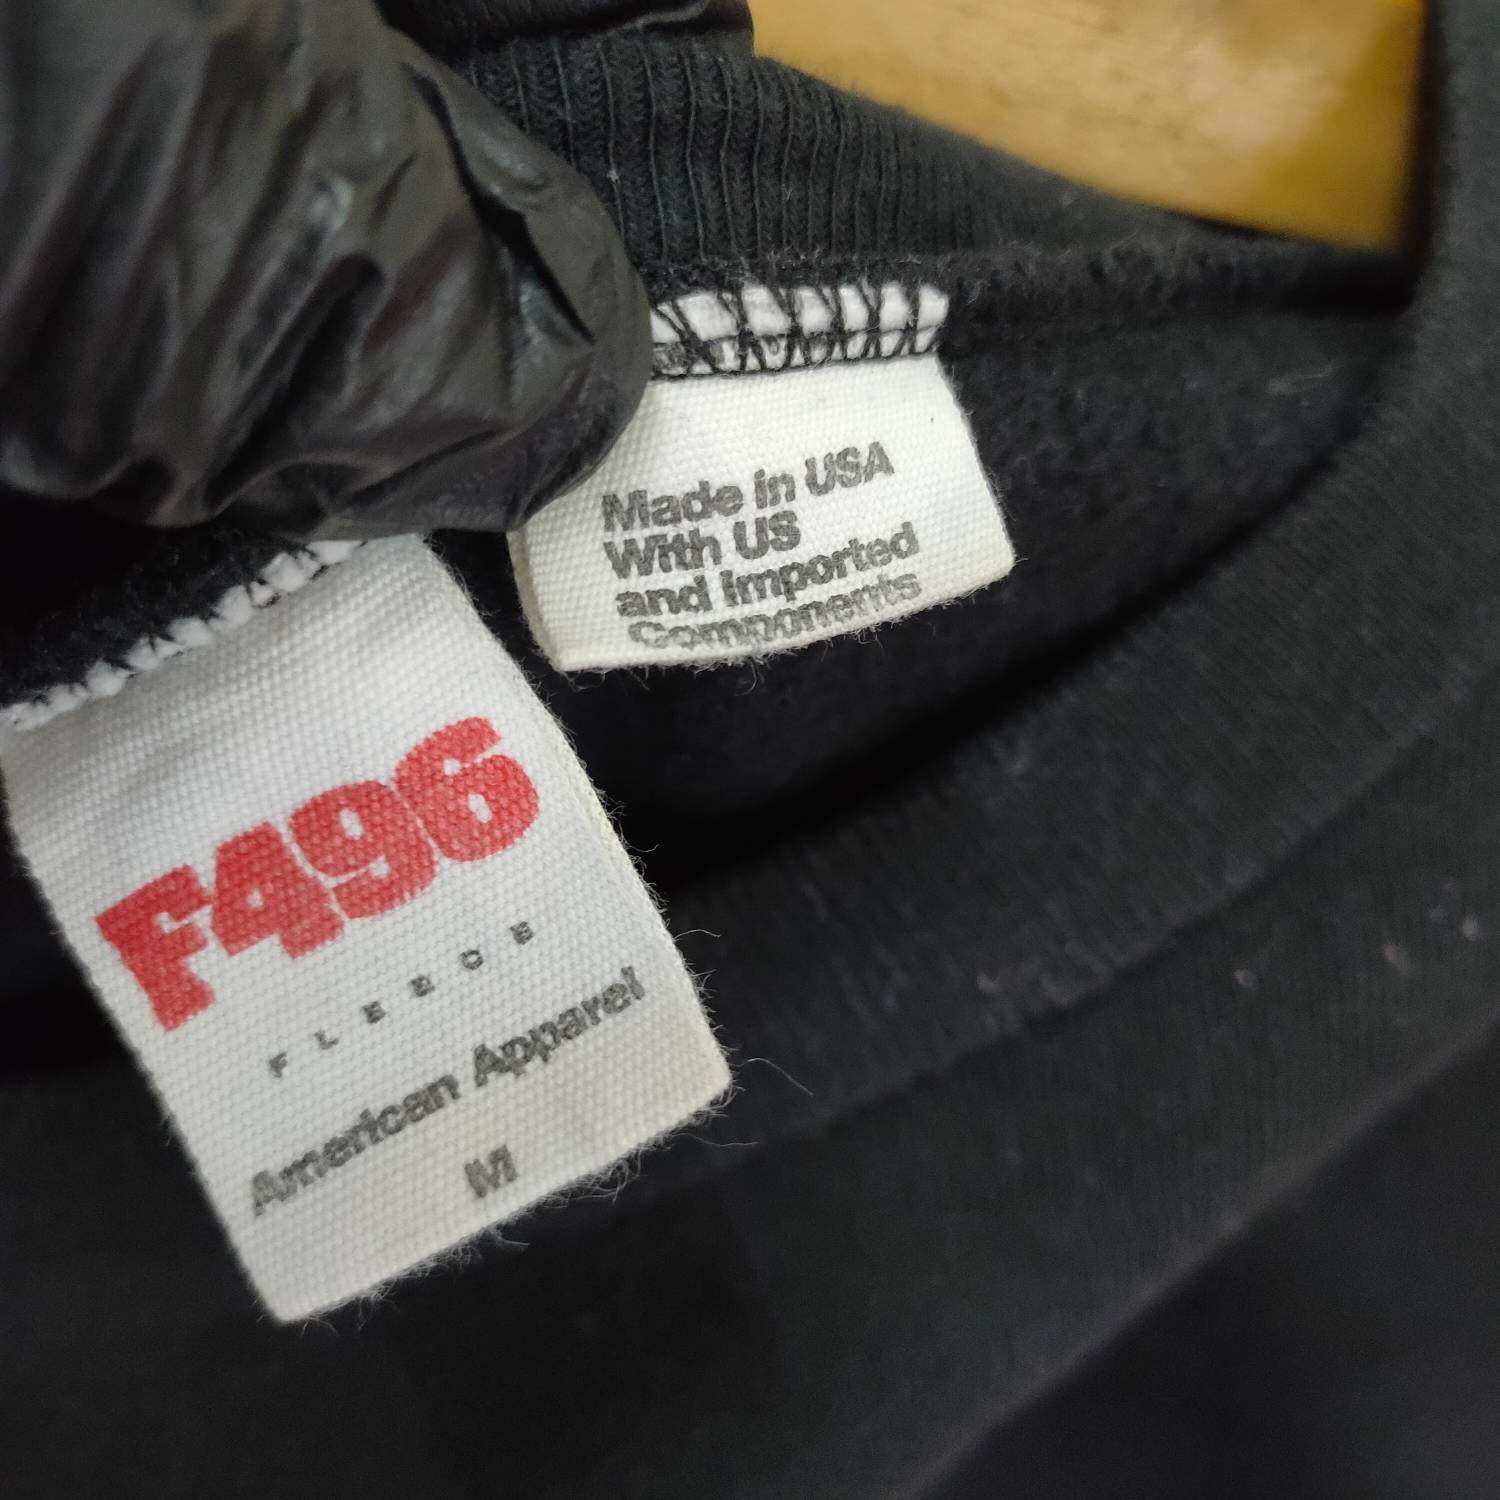 Made in USA
With US
and Imported
Components
F496
FLEECE
American Apparel
M